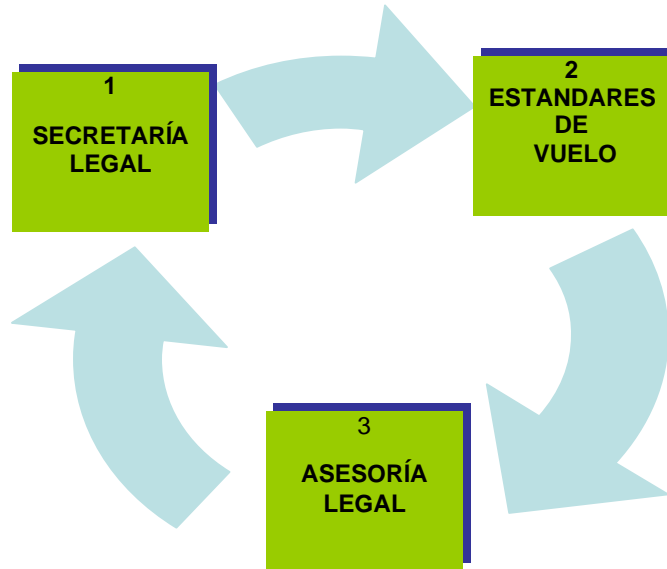 1
SECRETARÍA
LEGAL
2
ESTANDARES
DE
VUELO
3
ASESORÍA
LEGAL